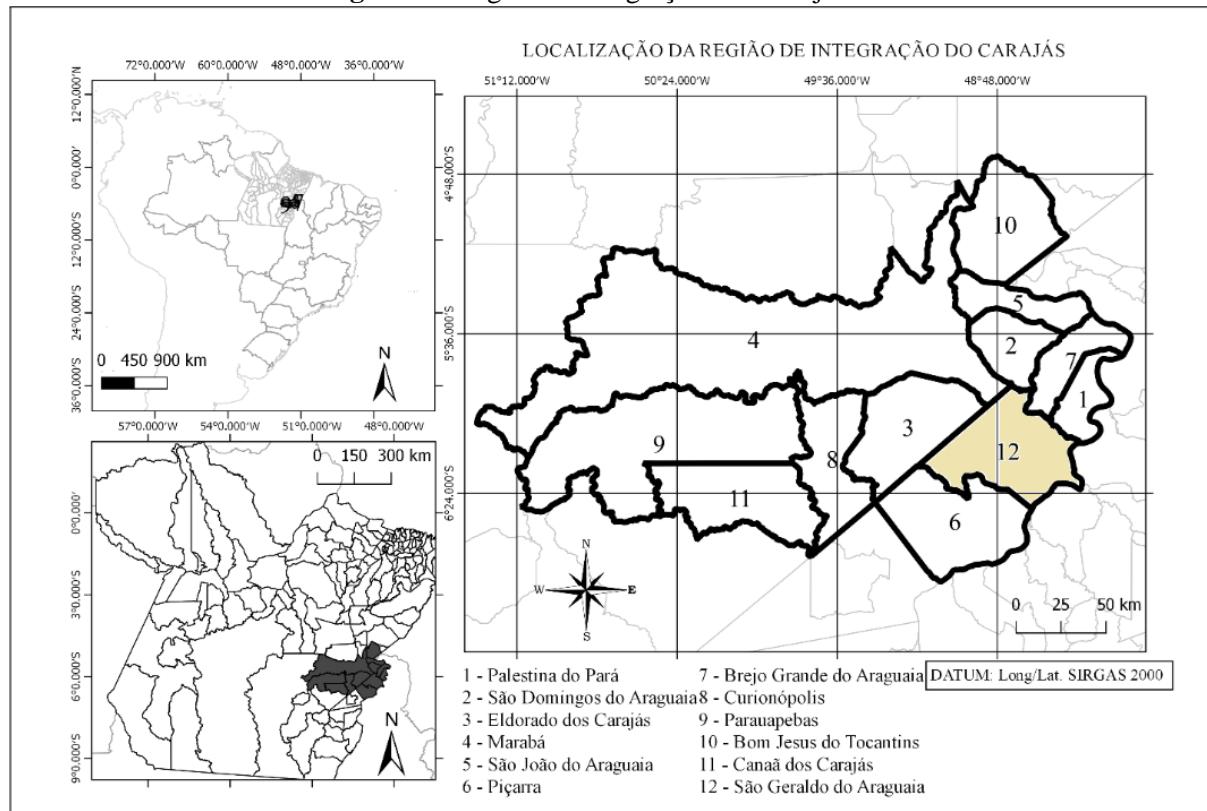 LOCALIZAÇÃO DA REGIÃO DE INTEGRAÇÃO DO CARAJÁS
72°0.000'W 60°0.000'W 48°0.000'W 36°0.000'W
12°0.000'N
0°0.000'
12°0.000'S
24°0.000'S
36°0.000'S
0 450 900 km
N
57°0.000'W 54°0.000'W 51°0.000'W 48°0.000'W
0 150 300 km
0°0.000'S
3°0.000'S
6°0.000'S
9°0.000'S
N
51°12.000'W 50°24.000'W 49°36.000'W 48°48.000'W
4°48.000'S
5°36.000'S
6°24.000'S
10
5
4
2
7
1
3
12
9
8
11
6
N
W E
S
0 25 50 km
1 - Palestina do Pará
2 - São Domingos do Araguaia
3 - Eldorado dos Carajás
4 - Marabá
5 - São João do Araguaia
6 - Piçarra
7 - Brejo Grande do Araguaia
8 - Curionópolis
9 - Parauapebas
10 - Bom Jesus do Tocantins
11 - Canaã dos Carajás
12 - São Geraldo do Araguaia
DATUM: Long/Lat. SIRGAS 2000